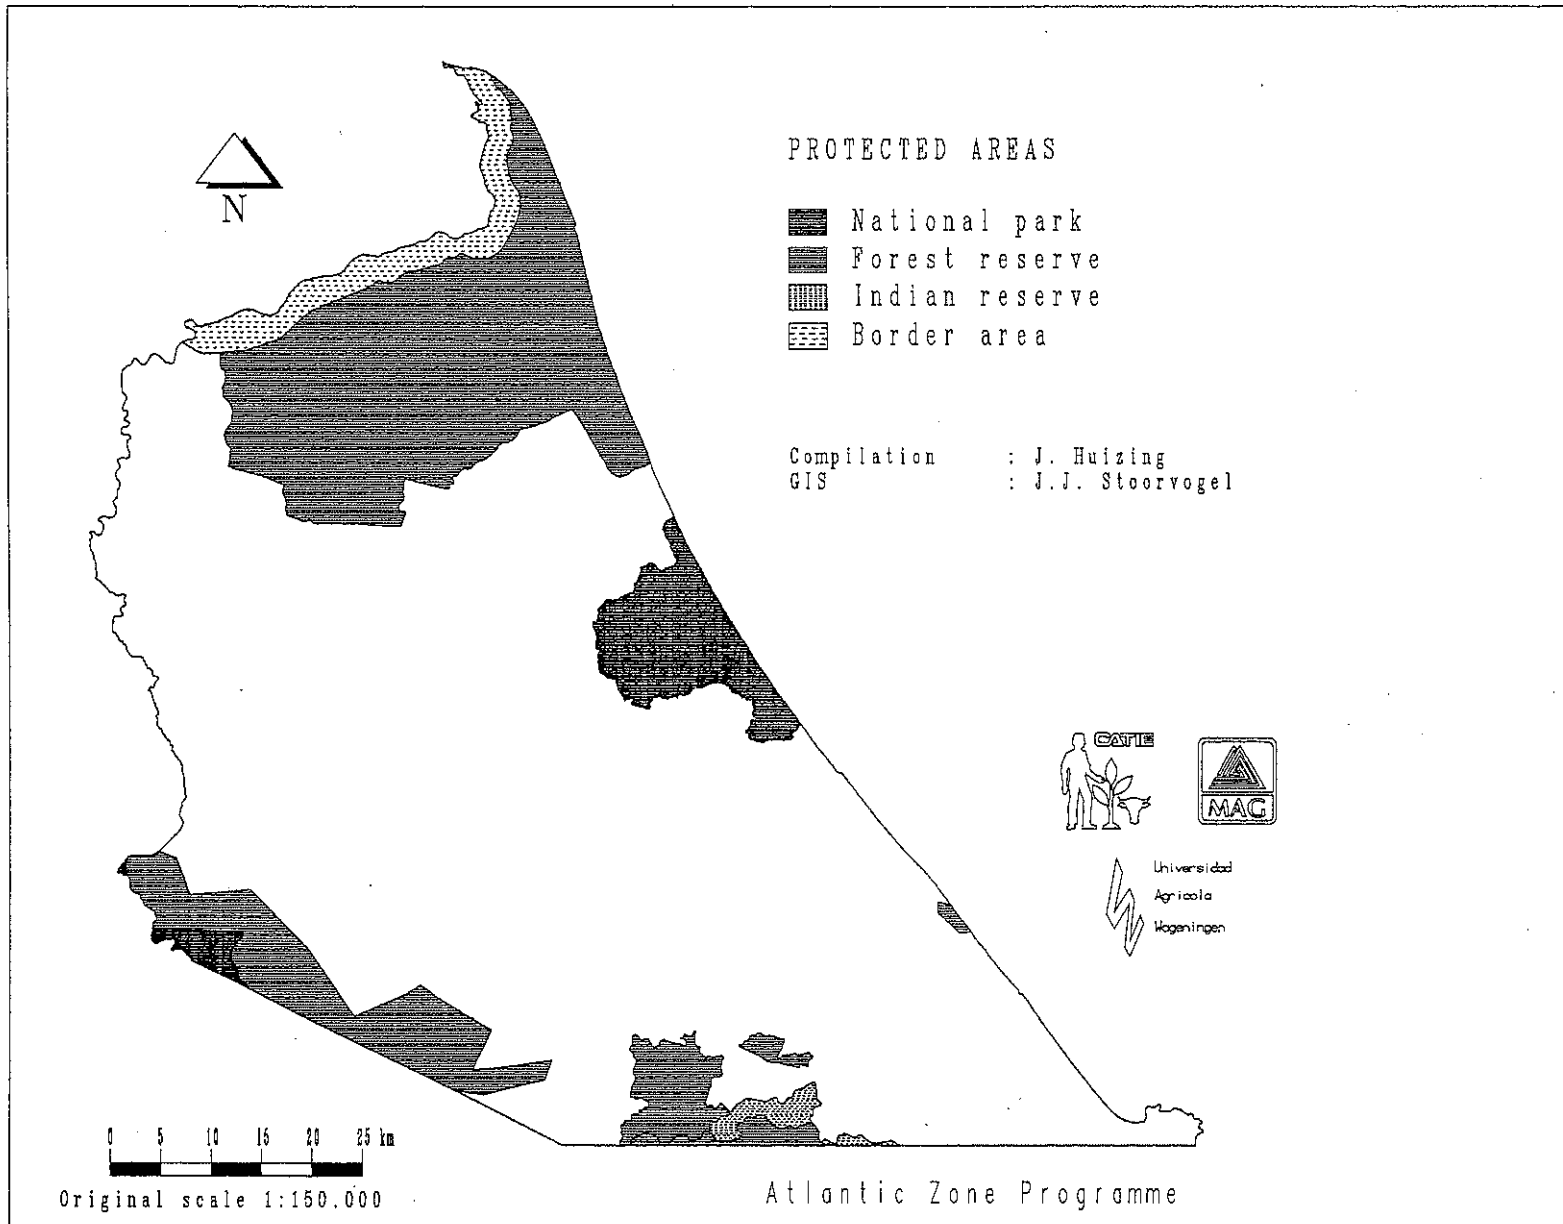 N
PROTECTED AREAS
National park
Forest reserve
Indian reserve
Border area
Compilation : J. Huizing
GIS : J.J. Stoorvogel
CATIE
MAG
Universidad
Agricola
Wageningen
0 5 10 15 20 25 km
Original scale 1:150.000
Atlantic Zone Programme